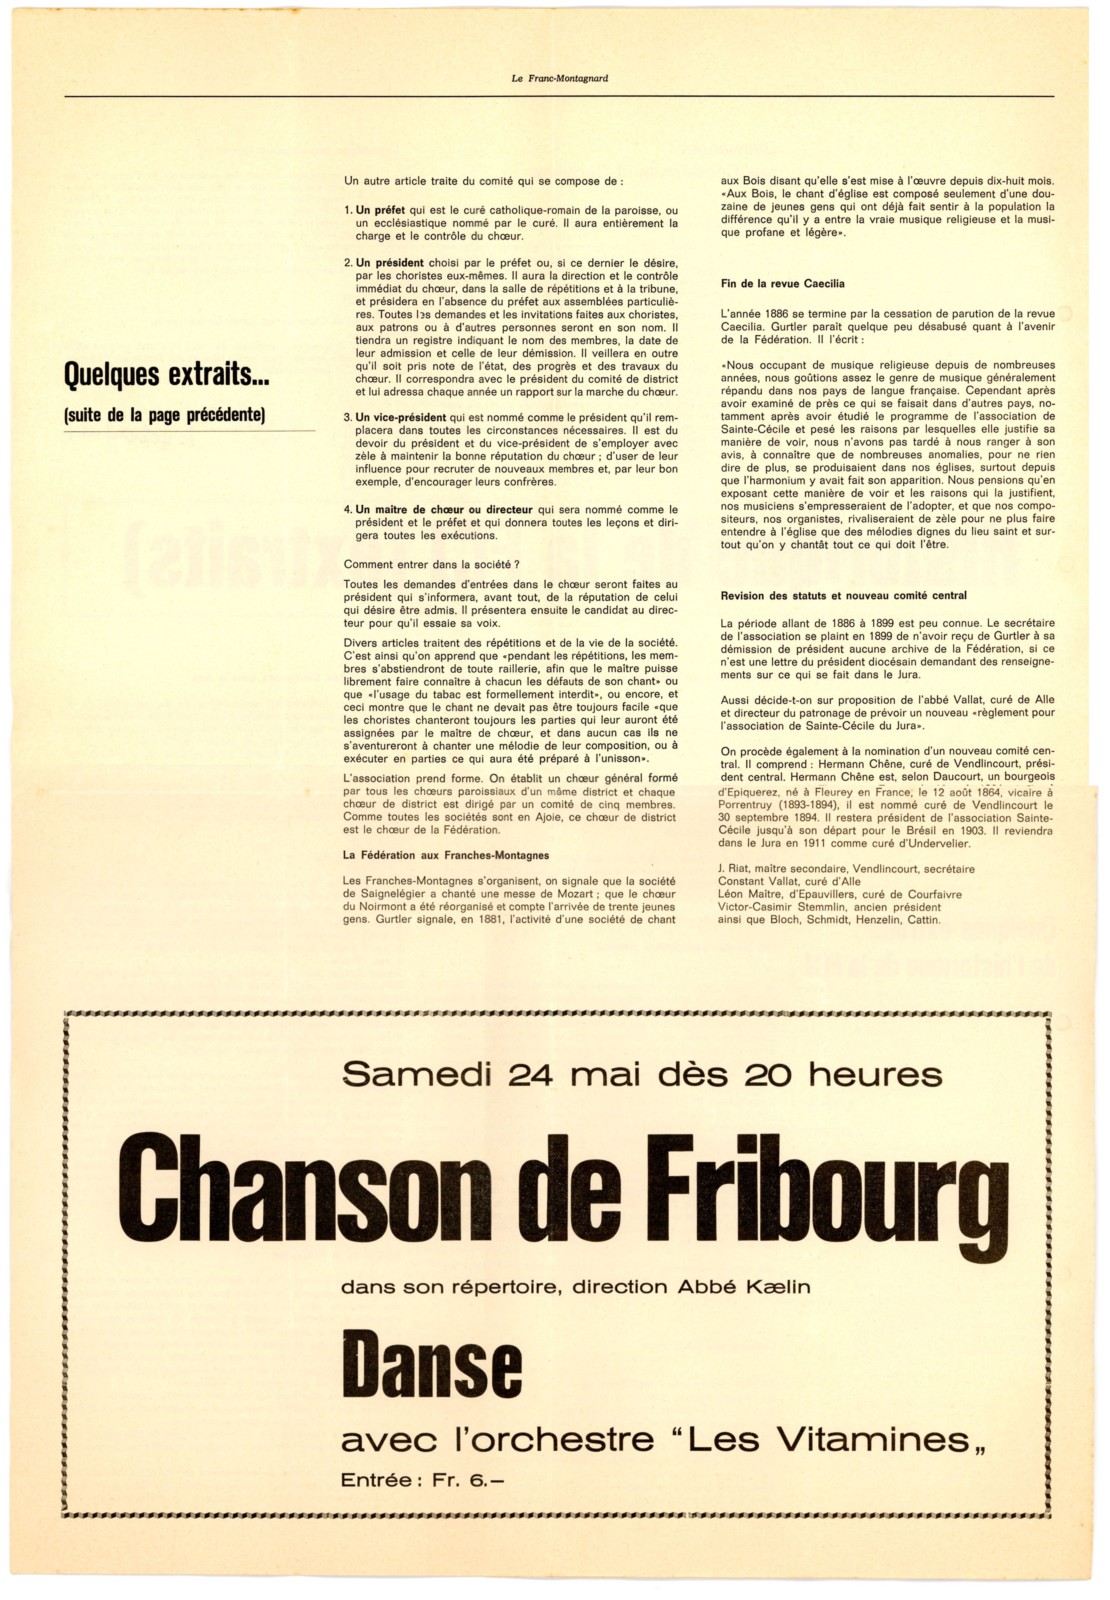 Le Franc-Montagnard
Quelques extraits...
(suite de la page précédente)
Un autre article traite du comité qui se compose de :
1. Un préfet qui est le curé catholique-romain de la paroisse, ou
un ecclésiastique nommé par le curé. Il aura entièrement la
charge et le contrôle du chœur.
2. Un président choisi par le préfet ou, si ce dernier le désire,
par les choristes eux-mêmes. Il aura la direction et le contrôle
immédiat du chœur, dans la salle de répétitions et à la tribune,
et présidera en l'absence du préfet aux assemblées particuliè-
res. Toutes les demandes et les invitations faites aux choristes,
aux patrons ou à d'autres personnes seront en son nom. Il
tiendra un registre indiquant le nom des membres, la date de
leur admission et celle de leur démission. Il veillera en outre
qu'il soit pris note de l'état, des progrès et des travaux du
chœur. Il correspondra avec le président du comité de district
et lui adressa chaque année un rapport sur la marche du chœur.
3. Un vice-président qui est nommé comme le président qu'il rem-
placera dans toutes les circonstances nécessaires. Il est du
devoir du président et du vice-président de s'employer avec
zèle à maintenir la bonne réputation du chœur ; d'user de leur
influence pour recruter de nouveaux membres et, par leur bon
exemple, d'encourager leurs confrères.
4. Un maître de chœur ou directeur qui sera nommé comme le
président et le préfet et qui donnera toutes les leçons et diri-
gera toutes les exécutions.
Comment entrer dans la société ?
Toutes les demandes d'entrées dans le chœur seront faites au
président qui s'informera, avant tout, de la réputation de celui
qui désire être admis. Il présentera ensuite le candidat au direc-
teur pour qu'il essaie sa voix.
Divers articles traitent des répétitions et de la vie de la société.
C'est ainsi qu'on apprend que «pendant les répétitions, les mem-
bres s'abstiendront de toute raillerie, afin que le maître puisse
librement faire connaître à chacun les défauts de son chant» ou
que «l'usage du tabac est formellement interdit», ou encore, et
ceci montre que le chant ne devait pas être toujours facile «que
les choristes chanteront toujours les parties qui leur auront été
assignées par le maître de chœur, et dans aucun cas ils ne
s'aventureront à chanter une mélodie de leur composition, ou à
exécuter en parties ce qui aura été préparé à l'unisson».
L'association prend forme. On établit un chœur général formé
par tous les chœurs paroissiaux d'un même district et chaque
chœur de district est dirigé par un comité de cinq membres.
Comme toutes les sociétés sont en Ajoie, ce chœur de district
est le chœur de la Fédération.
La Fédération aux Franches-Montagnes
Les Franches-Montagnes s'organisent, on signale que la société
de Saignelégier a chanté une messe de Mozart ; que le chœur
du Noirmont a été réorganisé et compte l'arrivée de trente jeunes
gens. Gurtler signale, en 1881, l'activité d'une société de chant
aux Bois disant qu'elle s'est mise à l'œuvre depuis dix-huit mois.
«Aux Bois, le chant d'église est composé seulement d'une dou-
zaine de jeunes gens qui ont déjà fait sentir à la population la
différence qu'il y a entre la vraie musique religieuse et la musi-
que profane et légère».
Fin de la revue Caecilia
L'année 1886 se termine par la cessation de parution de la revue
Caecilia. Gurtler paraît quelque peu désabusé quant à l'avenir
de la Fédération. Il l'écrit :
«Nous occupant de musique religieuse depuis de nombreuses
années, nous goûtions assez le genre de musique généralement
répandu dans nos pays de langue française. Cependant après
avoir examiné de près ce qui se faisait dans d'autres pays, no-
tamment après avoir étudié le programme de l'association de
Sainte-Cécile et pesé les raisons par lesquelles elle justifie sa
manière de voir, nous n'avons pas tardé à nous ranger à son
avis, à connaître que de nombreuses anomalies, pour ne rien
dire de plus, se produisaient dans nos églises, surtout depuis
que l'harmonium y avait fait son apparition. Nous pensions qu'en
exposant cette manière de voir et les raisons qui la justifient,
nos musiciens s'empresseraient de l'adopter, et que nos compo-
siteurs, nos organistes, rivaliseraient de zèle pour ne plus faire
entendre à l'église que des mélodies dignes du lieu saint et sur-
tout qu'on y chantât tout ce qui doit l'être.
Revision des statuts et nouveau comité central
La période allant de 1886 à 1899 est peu connue. Le secrétaire
de l'association se plaint en 1899 de n'avoir reçu de Gurtler à sa
démission de président aucune archive de la Fédération, si ce
n'est une lettre du président diocésain demandant des renseigne-
ments sur ce qui se fait dans le Jura.
Aussi décide-t-on sur proposition de l'abbé Vallat, curé de Alle
et directeur du patronage de prévoir un nouveau «règlement pour
l'association de Sainte-Cécile du Jura».
On procède également à la nomination d'un nouveau comité cen-
tral. Il comprend : Hermann Chêne, curé de Vendlincourt, prési-
dent central. Hermann Chêne est, selon Daucourt, un bourgeois
d'Epiquerez, né à Fleurey en France, le 12 août 1864, vicaire à
Porrentruy (1893-1894), il est nommé curé de Vendlincourt le
30 septembre 1894. Il restera président de l'association Sainte-
Cécile jusqu'à son départ pour le Brésil en 1903. Il reviendra
dans le Jura en 1911 comme curé d'Undervelier.
J. Riat, maître secondaire, Vendlincourt, secrétaire
Constant Vallat, curé d'Alle
Léon Maître, d'Epauvillers, curé de Courfaivre
Victor-Casimir Stemmlin, ancien président
ainsi que Bloch, Schmidt, Henzelin, Cattin.
Samedi 24 mai dès 20 heures
Chanson de Fribourg
dans son répertoire, direction Abbé Kælin
Danse
avec l'orchestre “Les Vitamines„
Entrée : Fr. 6.—